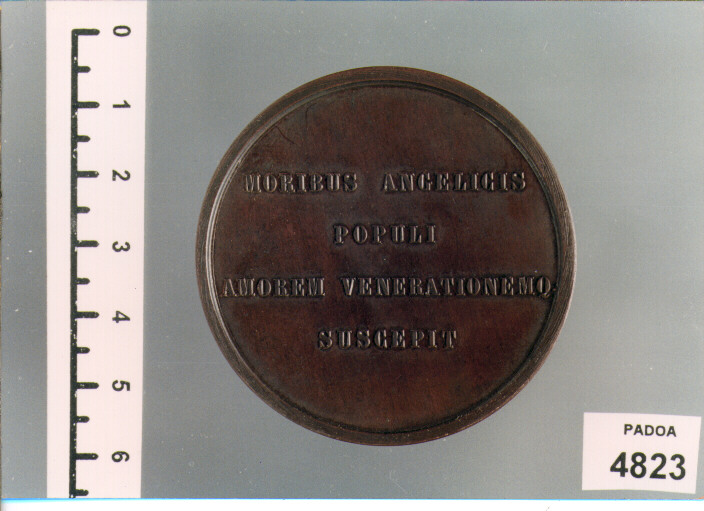 MORIBUS ANGELICIS
POPULI
AMOREM VENERATIONEMQ.
SUSCEPIT
0
1
2
3
4
5
6
PADOA
4823